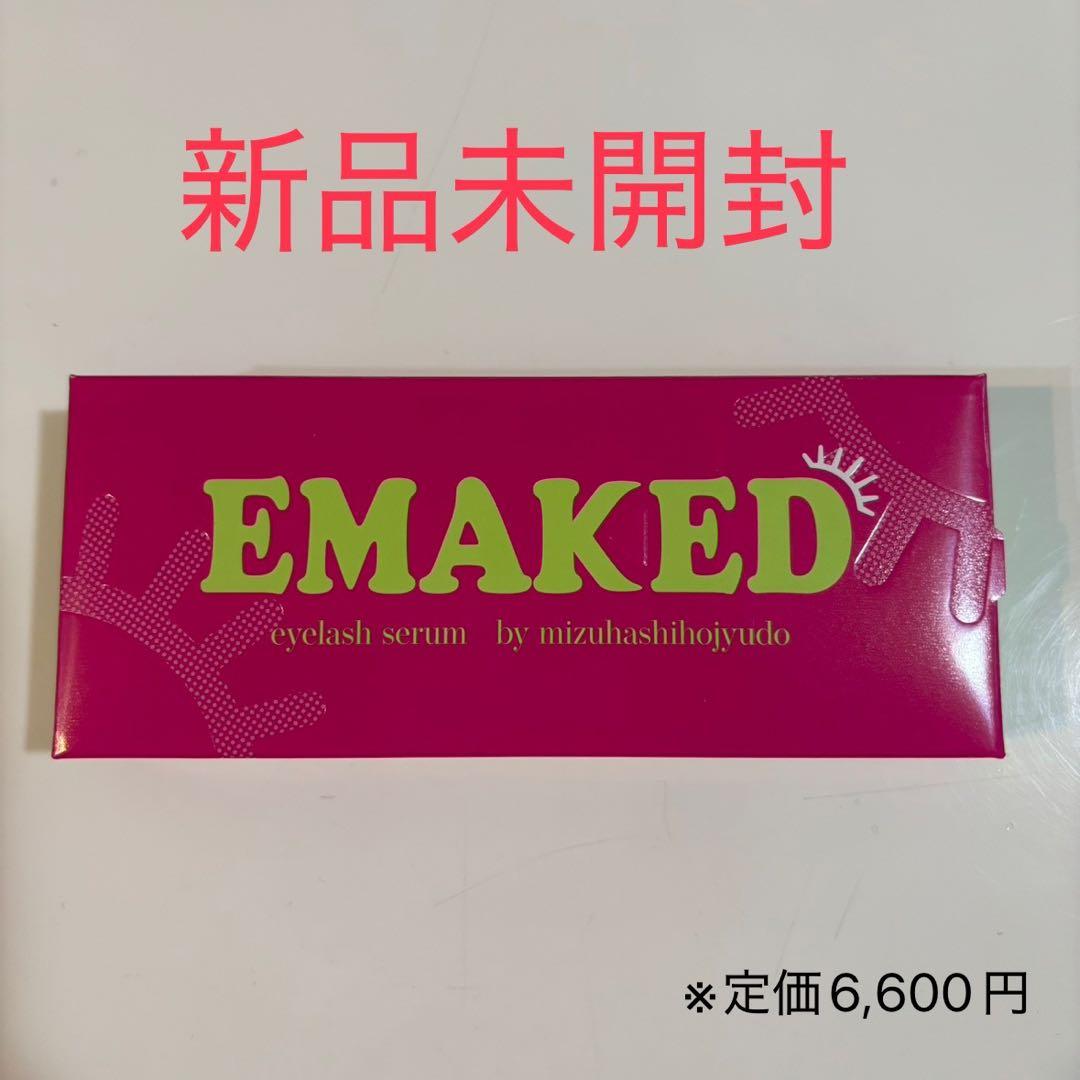 新品未開封
EMAKED
eyelash serum by mizuhashihojyudo
※定価6,600円